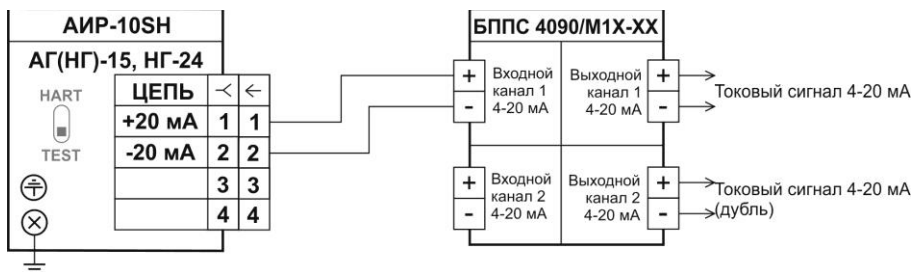 АИР-10SH
АГ(НГ)-15, НГ-24
HART
TEST
ЦЕПЬ
+20 мА 1 1
-20 мА 2 2
3 3
4 4
БППС 4090/М1Х-ХХ
+
-
Входной
канал 1
4-20 мА
Выходной
канал 1
4-20 мА
+
-
Токовый сигнал 4-20 мА
+
-
Входной
канал 2
4-20 мА
Выходной
канал 2
4-20 мА
+
-
Токовый сигнал 4-20 мА
(дубль)